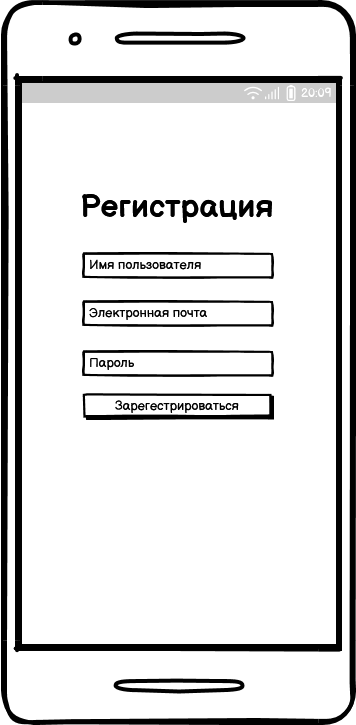 20:09
Регистрация
Имя пользователя
Электронная почта
Пароль
Зарегестрироваться